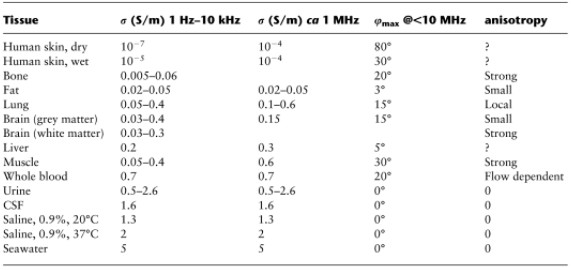 Tissue σ (S/m) 1 Hz–10 kHz σ (S/m) ca 1 MHz φmax @<10 MHz anisotropy
Human skin, dry 10⁻⁷ 10⁻⁴ 80° ?
Human skin, wet 10⁻⁵ 10⁻⁴ 30° ?
Bone 0.005–0.06 20° Strong
Fat 0.02–0.05 0.02–0.05 3° Small
Lung 0.05–0.4 0.1–0.6 15° Local
Brain (grey matter) 0.03–0.4 0.15 15° Small
Brain (white matter) 0.03–0.3 Strong
Liver 0.2 0.3 5° ?
Muscle 0.05–0.4 0.6 30° Strong
Whole blood 0.7 0.7 20° Flow dependent
Urine 0.5–2.6 0.5–2.6 0° 0
CSF 1.6 1.6 0° 0
Saline, 0.9%, 20°C 1.3 1.3 0° 0
Saline, 0.9%, 37°C 2 2 0° 0
Seawater 5 5 0° 0